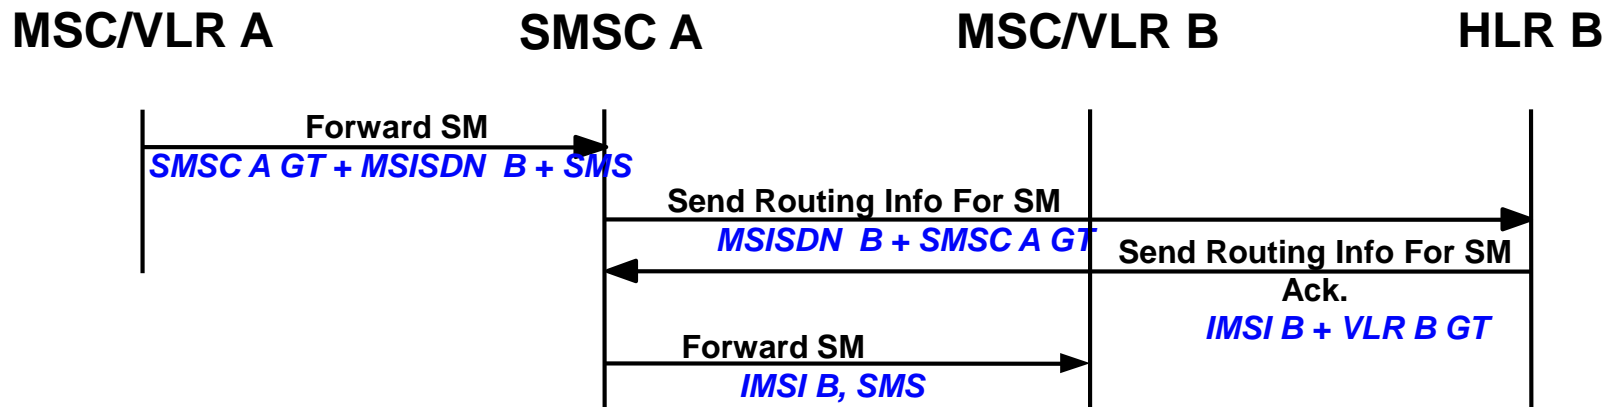 MSC/VLR A SMSC A MSC/VLR B HLR B
Forward SM
SMSC A GT + MSISDN B + SMS
Send Routing Info For SM
MSISDN B + SMSC A GT
Send Routing Info For SM
Ack.
IMSI B + VLR B GT
Forward SM
IMSI B, SMS